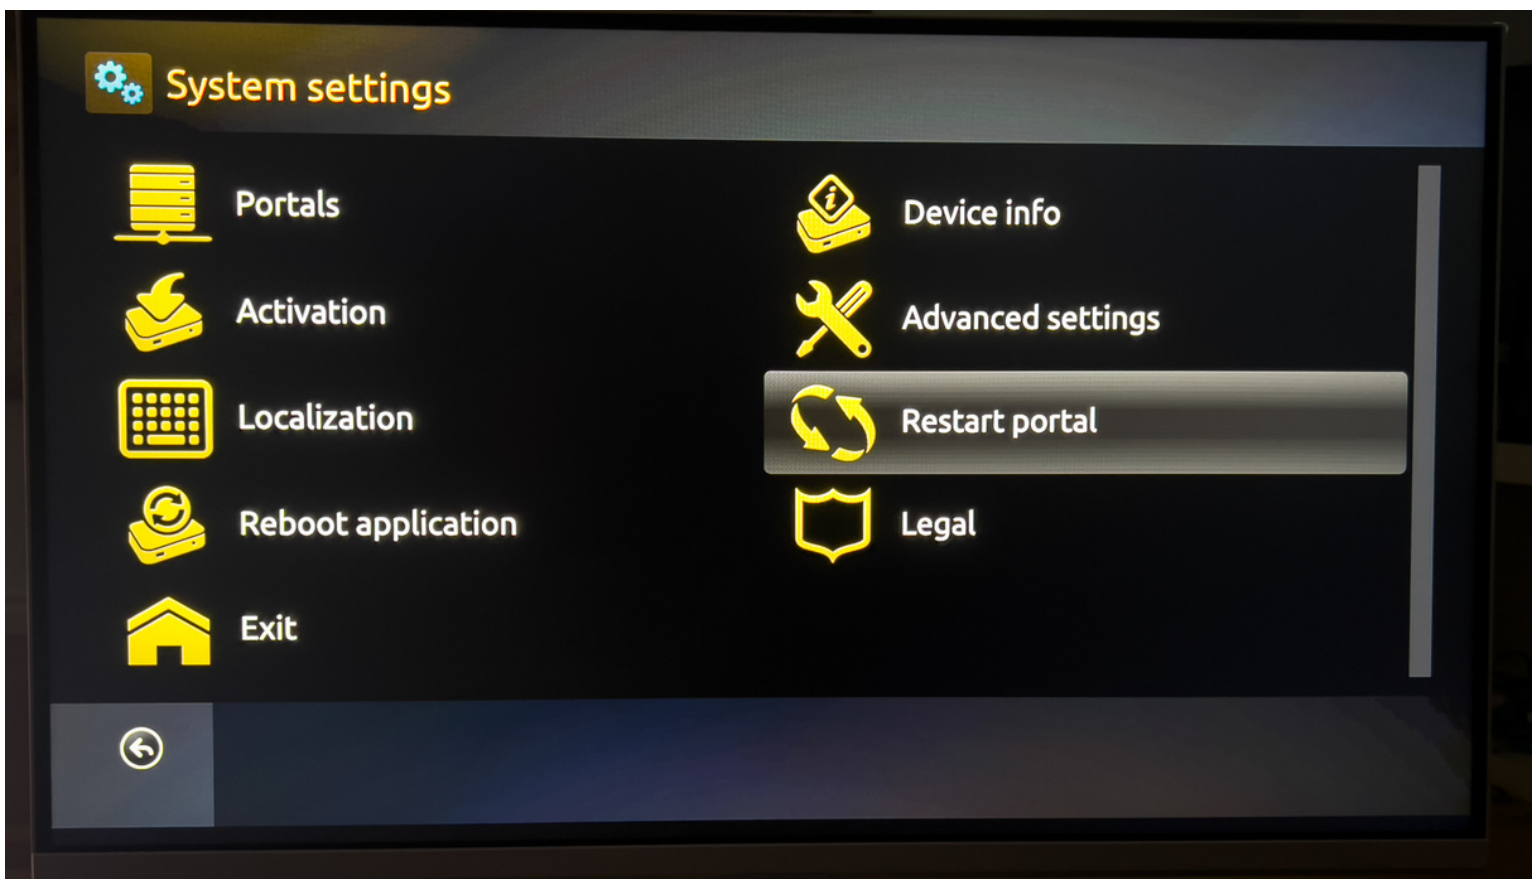 System settings
Portals
Device info
Activation
Advanced settings
Localization
Restart portal
Reboot application
Legal
Exit